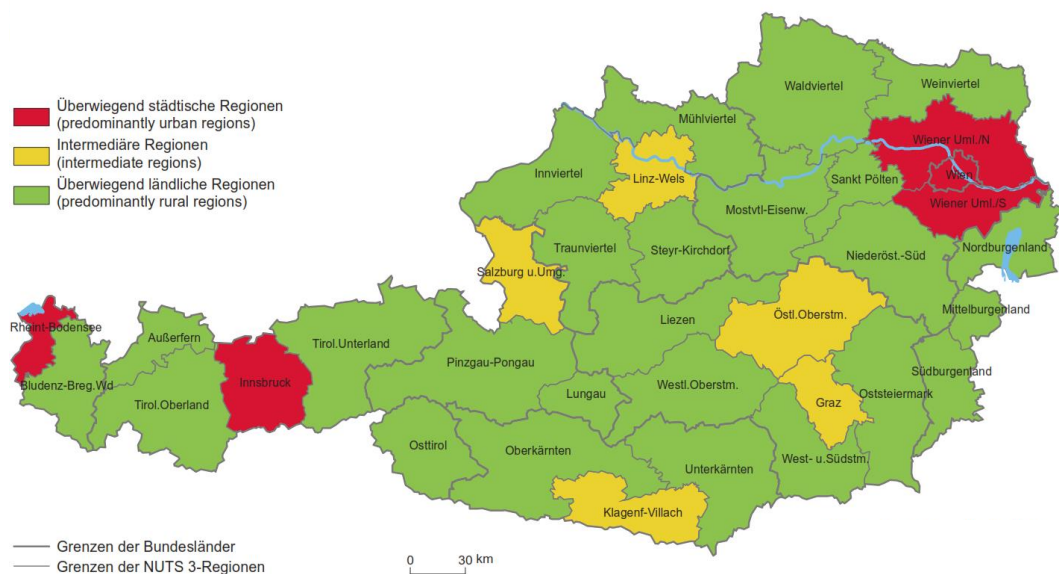 Überwiegend städtische Regionen
(predominantly urban regions)
Intermediäre Regionen
(intermediate regions)
Überwiegend ländliche Regionen
(predominantly rural regions)
Waldviertel
Weinviertel
Mühlviertel
Wiener Uml./N
Innviertel
Linz-Wels
Sankt Pölten
Wien
Wiener Uml./S
Mostvtl-Eisenw.
Traunviertel
Steyr-Kirchdorf
Niederöst.-Süd
Nordburgenland
Salzburg u.Umg.
Mittelburgenland
Rheint-Bodensee
Außerfern
Tirol.Unterland
Liezen
Östl.Oberstm.
Bludenz-Breg.Wd
Innsbruck
Pinzgau-Pongau
Südburgenland
Tirol.Oberland
Lungau
Westl.Oberstm.
Graz
Oststeiermark
Osttirol
Oberkärnten
Unterkärnten
West- u.Südstm.
Klagenf-Villach
Grenzen der Bundesländer
Grenzen der NUTS 3-Regionen
0 30 km